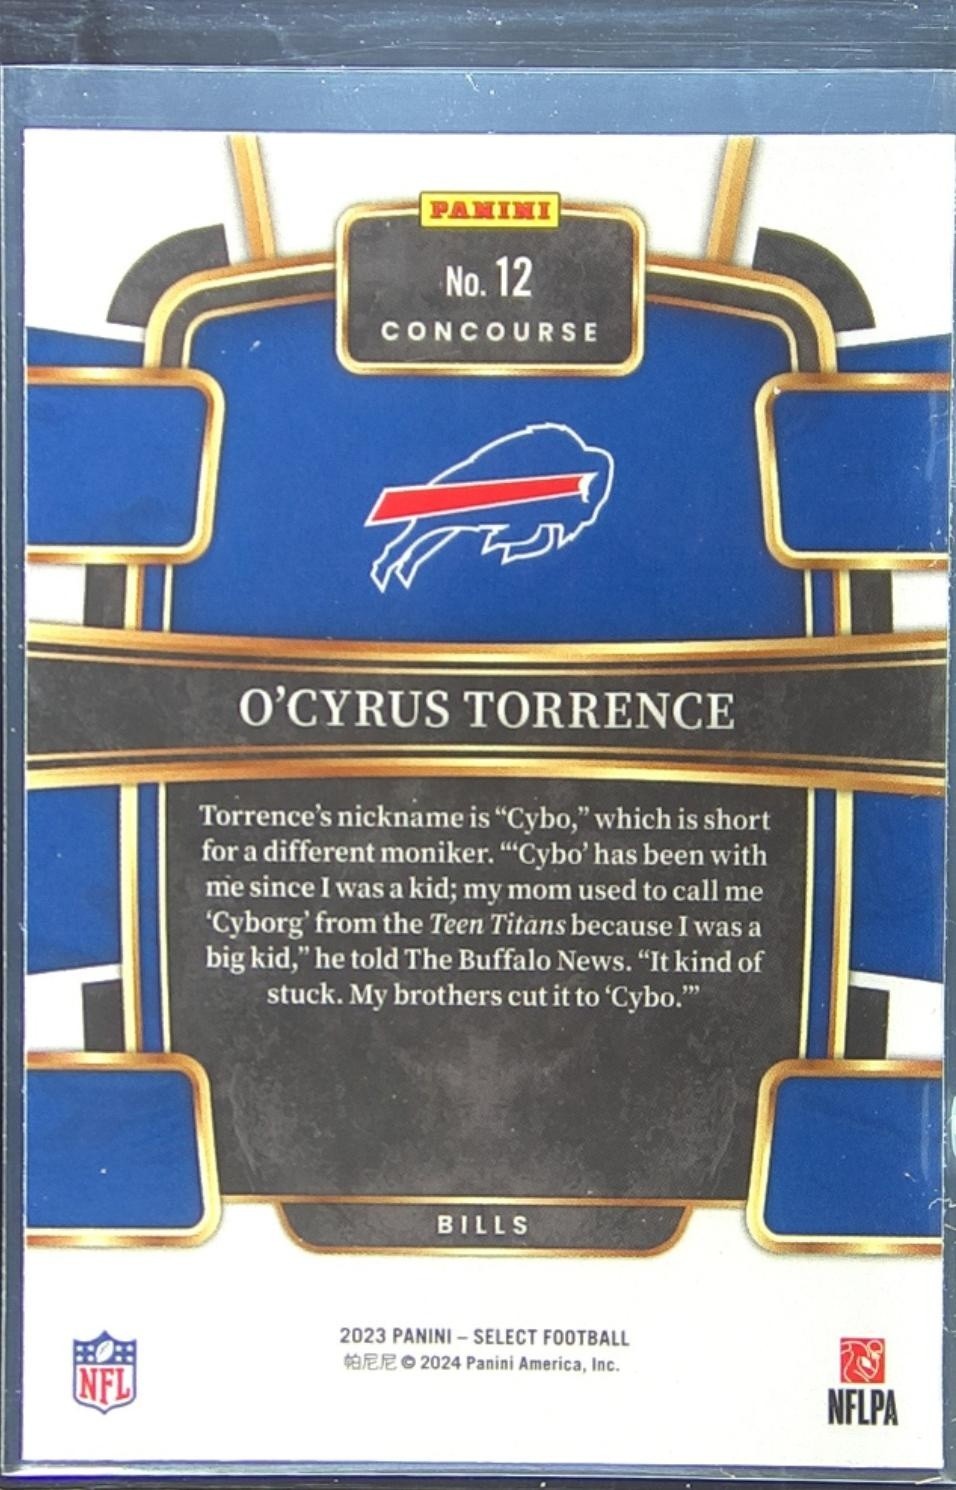 PANINI
No. 12
CONCOURSE
O’CYRUS TORRENCE
Torrence’s nickname is “Cybo,” which is short
for a different moniker. “‘Cybo’ has been with
me since I was a kid; my mom used to call me
‘Cyborg’ from the Teen Titans because I was a
big kid,” he told The Buffalo News. “It kind of
stuck. My brothers cut it to ‘Cybo.’”
BILLS
2023 PANINI – SELECT FOOTBALL
帕尼尼 © 2024 Panini America, Inc.
NFL
NFLPA